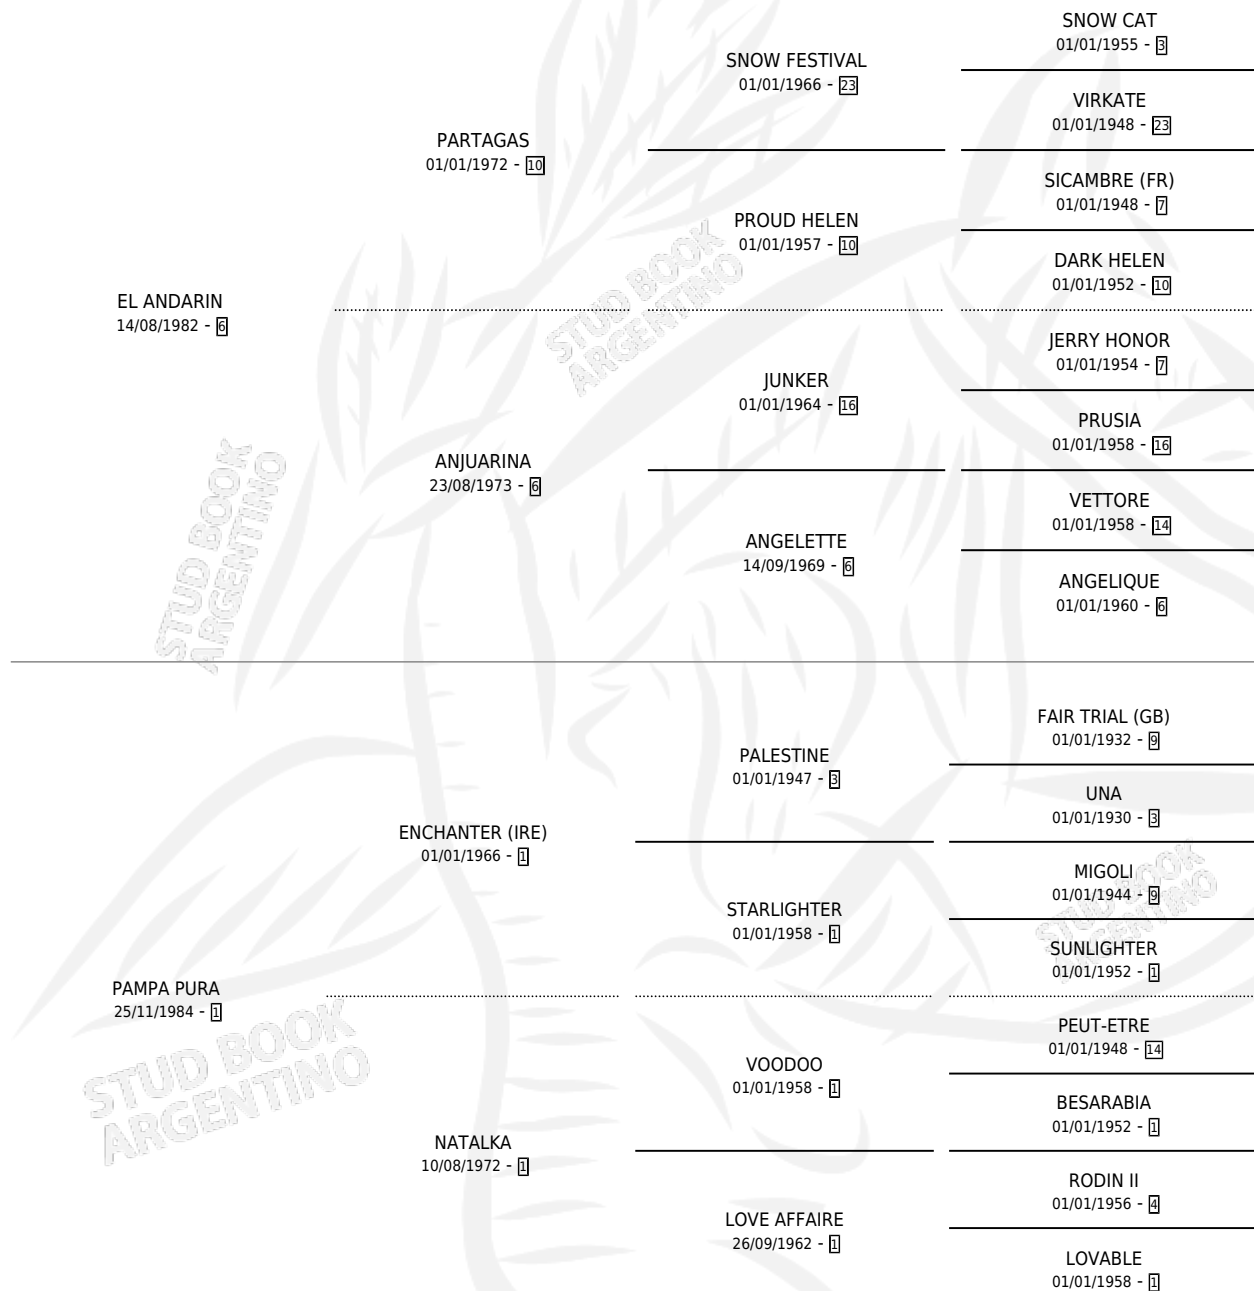 SNOW CAT
01/01/1955 - 3
SNOW FESTIVAL
01/01/1966 - 23
VIRKATE
01/01/1948 - 23
PARTAGAS
01/01/1972 - 10
SICAMBRE (FR)
01/01/1948 - 7
PROUD HELEN
01/01/1957 - 10
DARK HELEN
01/01/1952 - 10
EL ANDARIN
14/08/1982 - 6
JERRY HONOR
01/01/1954 - 7
JUNKER
01/01/1964 - 16
PRUSIA
01/01/1958 - 16
ANJUARINA
23/08/1973 - 6
VETTORE
01/01/1958 - 14
ANGELETTE
14/09/1969 - 6
ANGELIQUE
01/01/1960 - 6
FAIR TRIAL (GB)
01/01/1932 - 9
PALESTINE
01/01/1947 - 3
UNA
01/01/1930 - 3
ENCHANTER (IRE)
01/01/1966 - 1
MIGOLI
01/01/1944 - 9
STARLIGHTER
01/01/1958 - 1
SUNLIGHTER
01/01/1952 - 1
PAMPA PURA
25/11/1984 - 1
PEUT-ETRE
01/01/1948 - 14
VOODOO
01/01/1958 - 1
BESARABIA
01/01/1952 - 1
NATALKA
10/08/1972 - 1
RODIN II
01/01/1956 - 4
LOVE AFFAIRE
26/09/1962 - 1
LOVABLE
01/01/1958 - 1
STUD BOOK
ARGENTINO
STUD BOOK
ARGENTINO
STUD BOOK
ARGENTINO
STUD BOOK
ARGENTINO